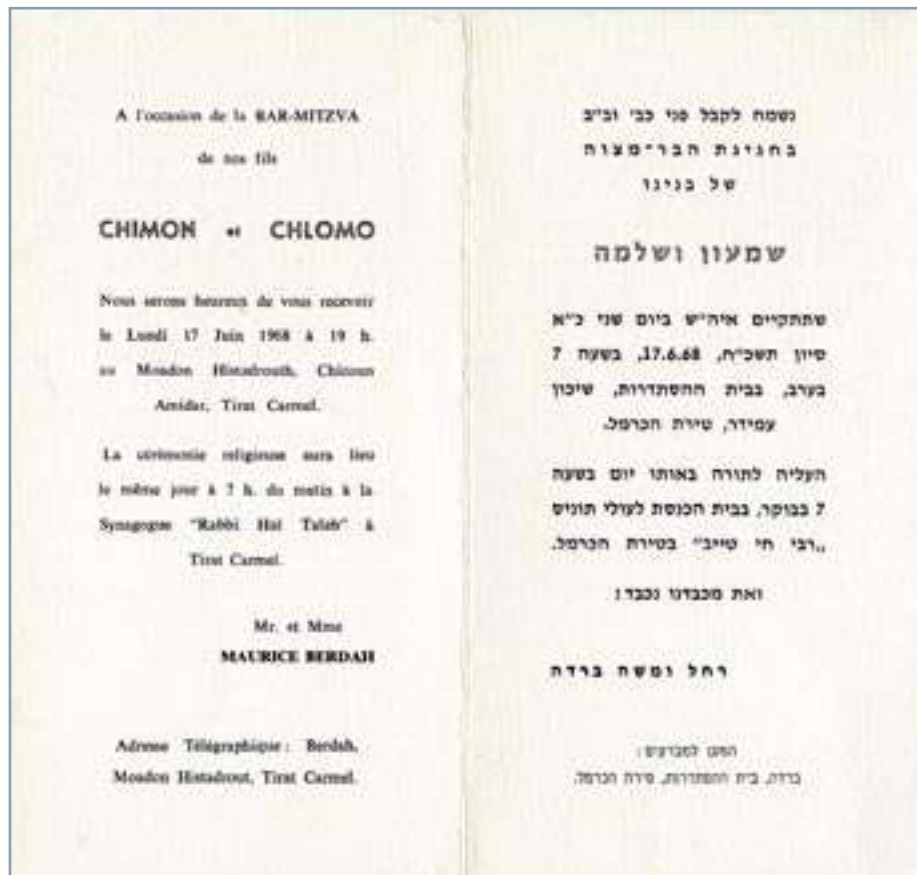 A l'occasion de la BAR-MITZVA
de nos fils
CHIMON et CHLOMO
Nous serons heureux de vous recevoir
le Lundi 17 Juin 1968 à 19 h.
au Moadon Histadrouth, Chicoun
Amidar, Tirat Carmel.
La cérémonie religieuse aura lieu
le même jour à 7 h. du matin à la
Synagogue "Rabbi Haï Taïeb" à
Tirat Carmel.
Mr. et Mme
MAURICE BERDAH
Adresse Télégraphique: Berdah,
Moadon Histadrout, Tirat Carmel.
נשמח לקבל פני כב׳ וב״ב
בחגיגת הבר־מצוה
של בנינו
שמעון ושלמה
שתתקיים אי״ה ביום שני כ״א
סיון תשכ״ח, 17.6.68, בשעה 7
בערב, בבית ההסתדרות, שיכון
עמידר, טירת הכרמל.
העליה לתורה באותו יום בשעה
7 בבוקר, בבית הכנסת לעולי תוניס
„רבי חי טייב״ בטירת הכרמל.
ואת מכבדנו נכבד!
רחל ומשה ברדה
המען למברקים:
ברדה, בית ההסתדרות, טירת הכרמל.